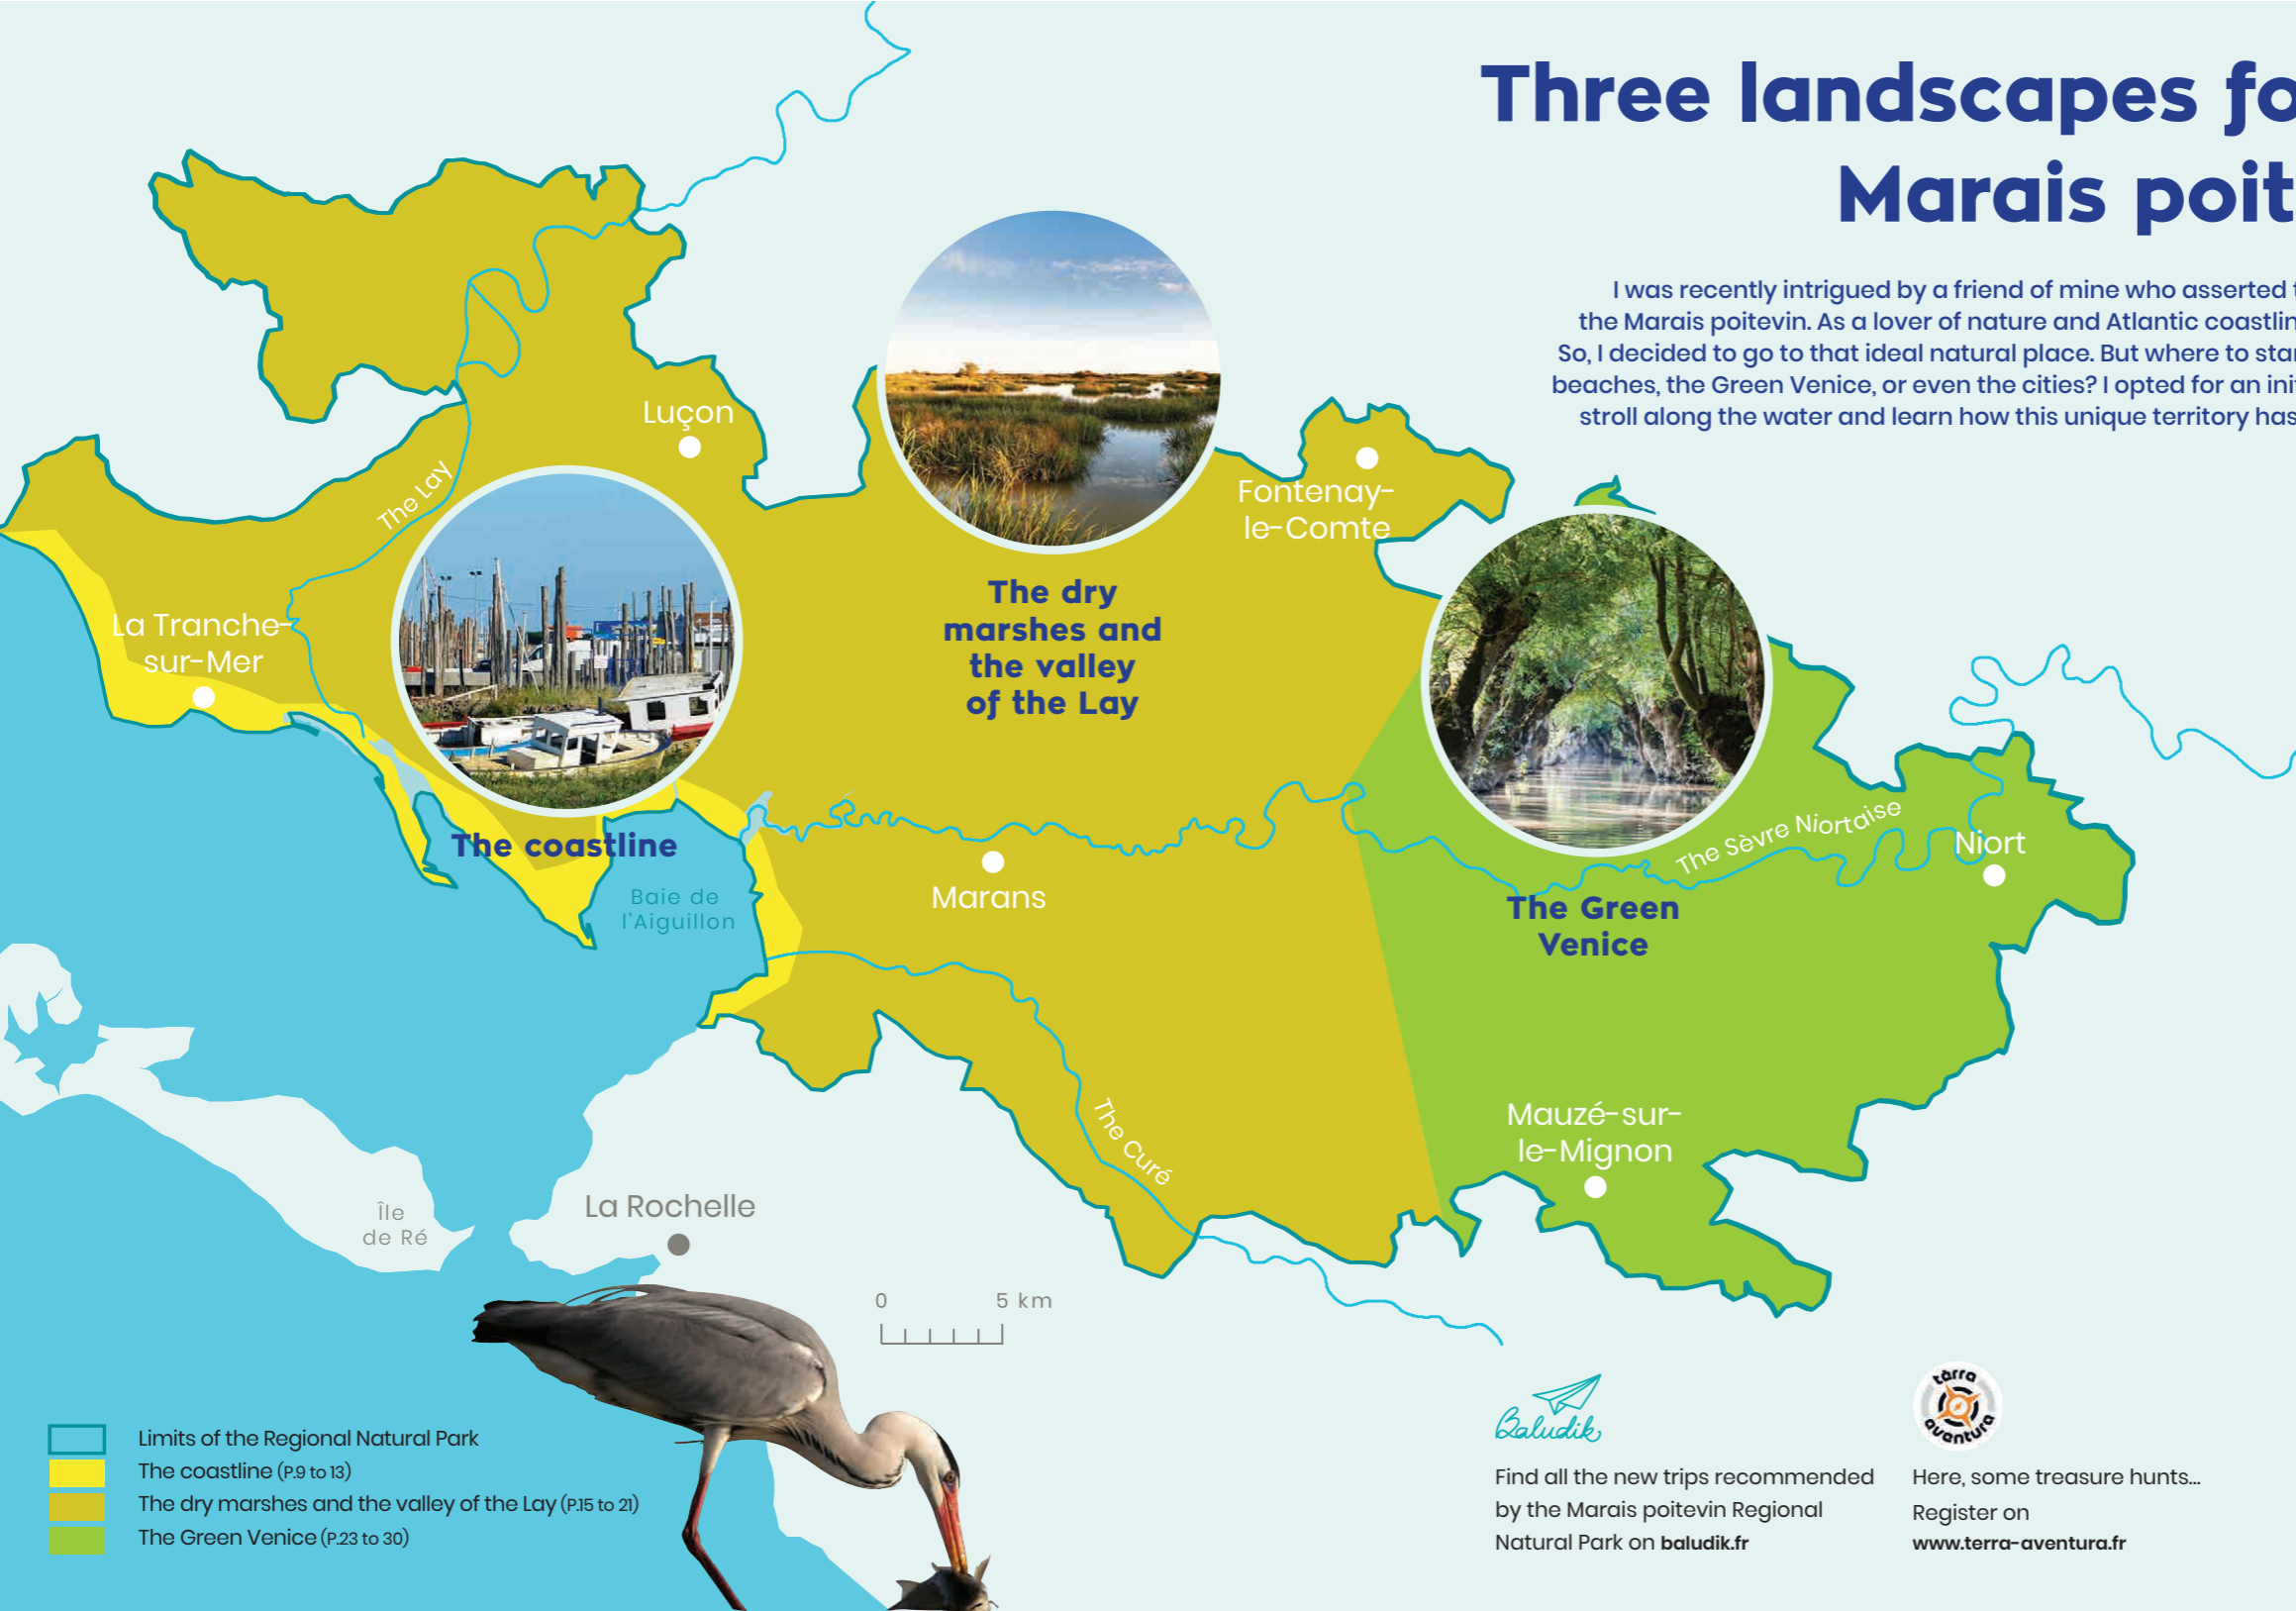 Three landscapes fo
Marais poit
I was recently intrigued by a friend of mine who asserted
the Marais poitevin. As a lover of nature and Atlantic coastlin
So, I decided to go to that ideal natural place. But where to star
beaches, the Green Venice, or even the cities? I opted for an ini
stroll along the water and learn how this unique territory has
Luçon
The Lay
Fontenay-
le-Comte
The dry
marshes and
the valley
of the Lay
La Tranche-
sur-Mer
The coastline
Baie de
l'Aiguillon
Marans
The Sèvre Niortaise
Niort
The Green
Venice
The Curé
Mauzé-sur-
le-Mignon
Île
de Ré
La Rochelle
0 5 km
Limits of the Regional Natural Park
The coastline (P.9 to 13)
The dry marshes and the valley of the Lay (P.15 to 21)
The Green Venice (P.23 to 30)
Baludik
Find all the new trips recommended
by the Marais poitevin Regional
Natural Park on baludik.fr
tèrra
aventura
Here, some treasure hunts...
Register on
www.terra-aventura.fr